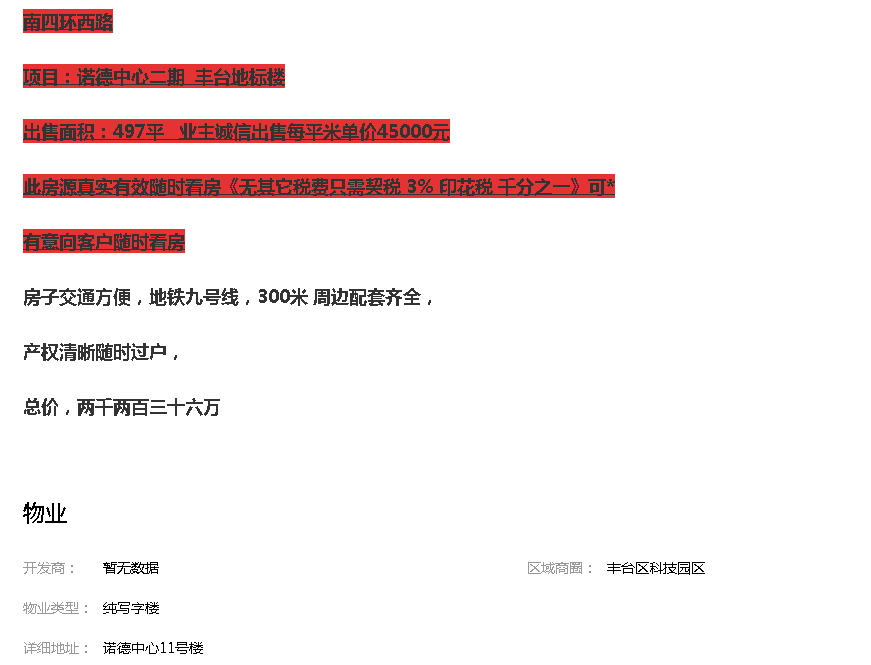 南四环西路
项目：诺德中心二期 丰台地标楼
出售面积：497平 业主诚信出售每平米单价45000元
此房源真实有效随时看房《无其它税费只需契税 3% 印花税 千分之一》可*
有意向客户随时看房
房子交通方便，地铁九号线，300米 周边配套齐全，
产权清晰随时过户，
总价，两千两百三十六万
物业
开发商： 暂无数据 区域商圈： 丰台区科技园区
物业类型： 纯写字楼
详细地址： 诺德中心11号楼